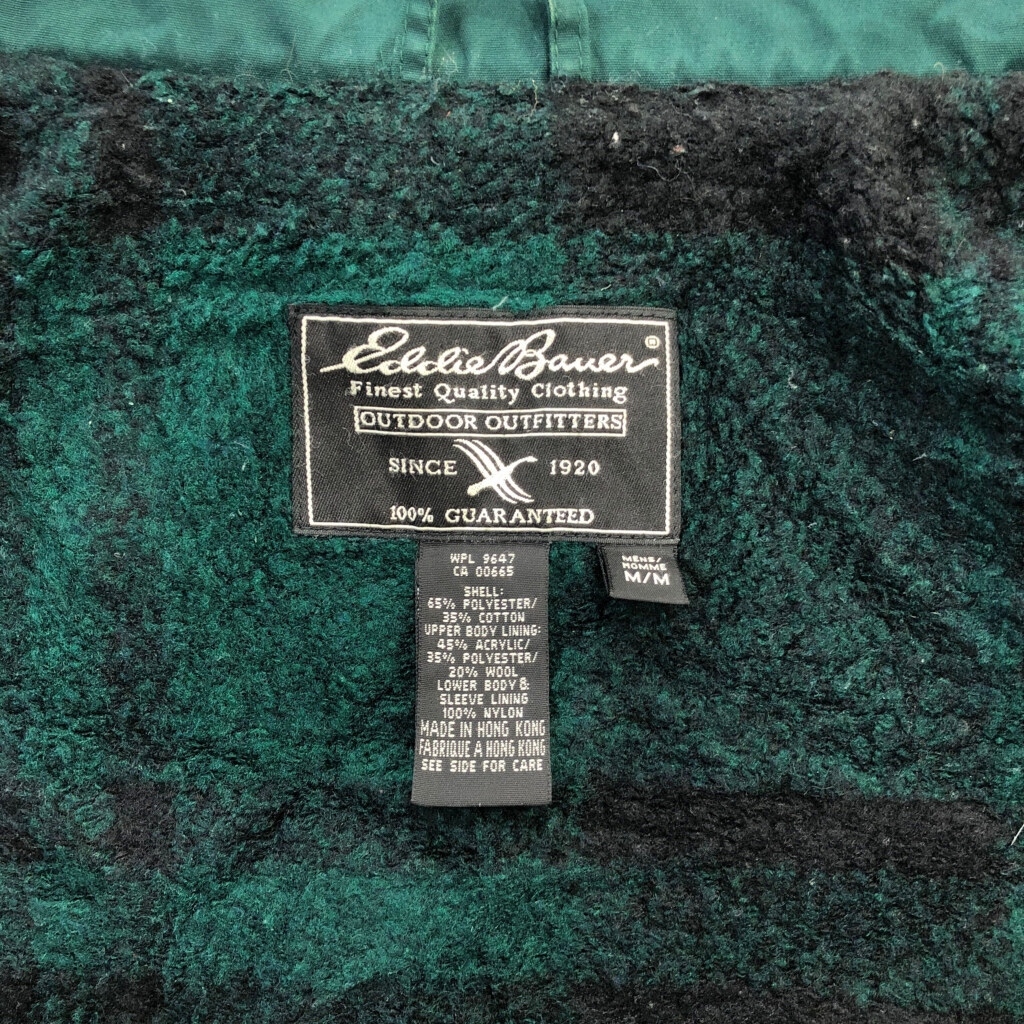 Eddie Bauer®
Finest Quality Clothing
OUTDOOR OUTFITTERS
SINCE 1920
100% GUARANTEED
WPL 9647
CA 00665
SHELL:
65% POLYESTER/
35% COTTON
UPPER BODY LINING:
45% ACRYLIC/
35% POLYESTER/
20% WOOL
LOWER BODY &
SLEEVE LINING
100% NYLON
MADE IN HONG KONG
FABRIQUE A HONG KONG
SEE SIDE FOR CARE
MENS/
HOMME
M/M